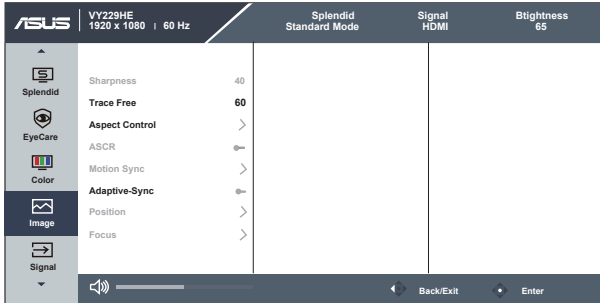 ASUS
VY229HE
1920 x 1080 | 60 Hz
Splendid
Standard Mode
Signal
HDMI
Btightness
65
Splendid
EyeCare
Color
Image
Signal
Sharpness 40
Trace Free 60
Aspect Control
ASCR
Motion Sync
Adaptive-Sync
Position
Focus
Back/Exit
Enter